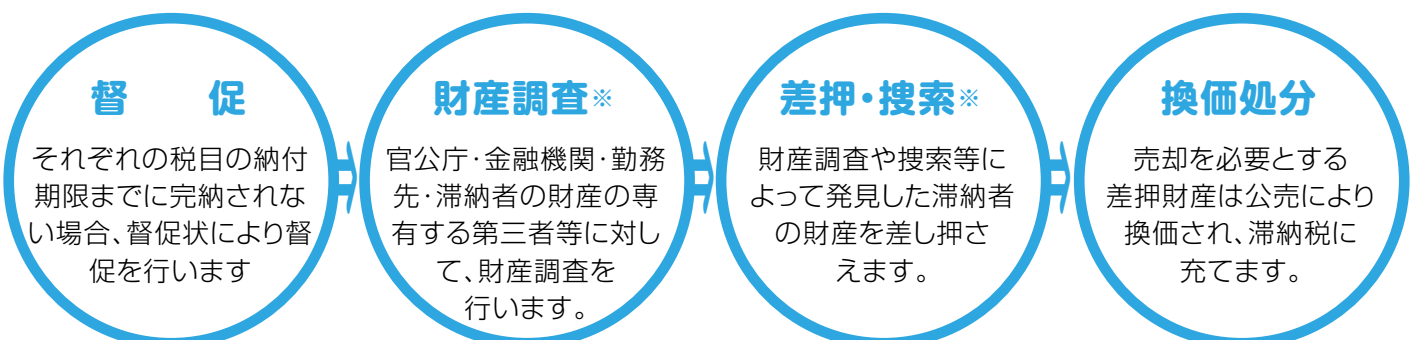 督 促
それぞれの税目の納付
期限までに完納されな
い場合、督促状により督
促を行います
財産調査※
官公庁・金融機関・勤務
先・滞納者の財産の専
有する第三者等に対し
て、財産調査を
行います。
差押・捜索※
財産調査や捜索等に
よって発見した滞納者
の財産を差し押さ
えます。
換価処分
売却を必要とする
差押財産は公売により
換価され、滞納税に
充てます。